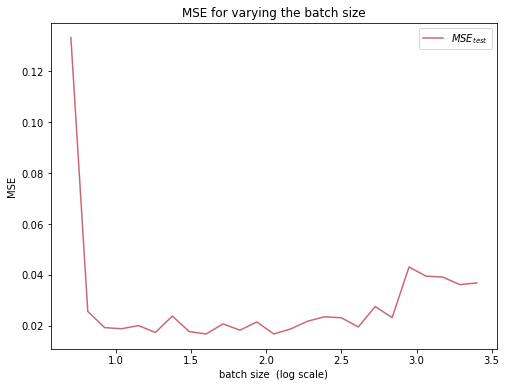 MSE for varying the batch size
MSE_test
0.12
0.10
0.08
0.06
0.04
0.02
MSE
1.0 1.5 2.0 2.5 3.0 3.5
batch size (log scale)